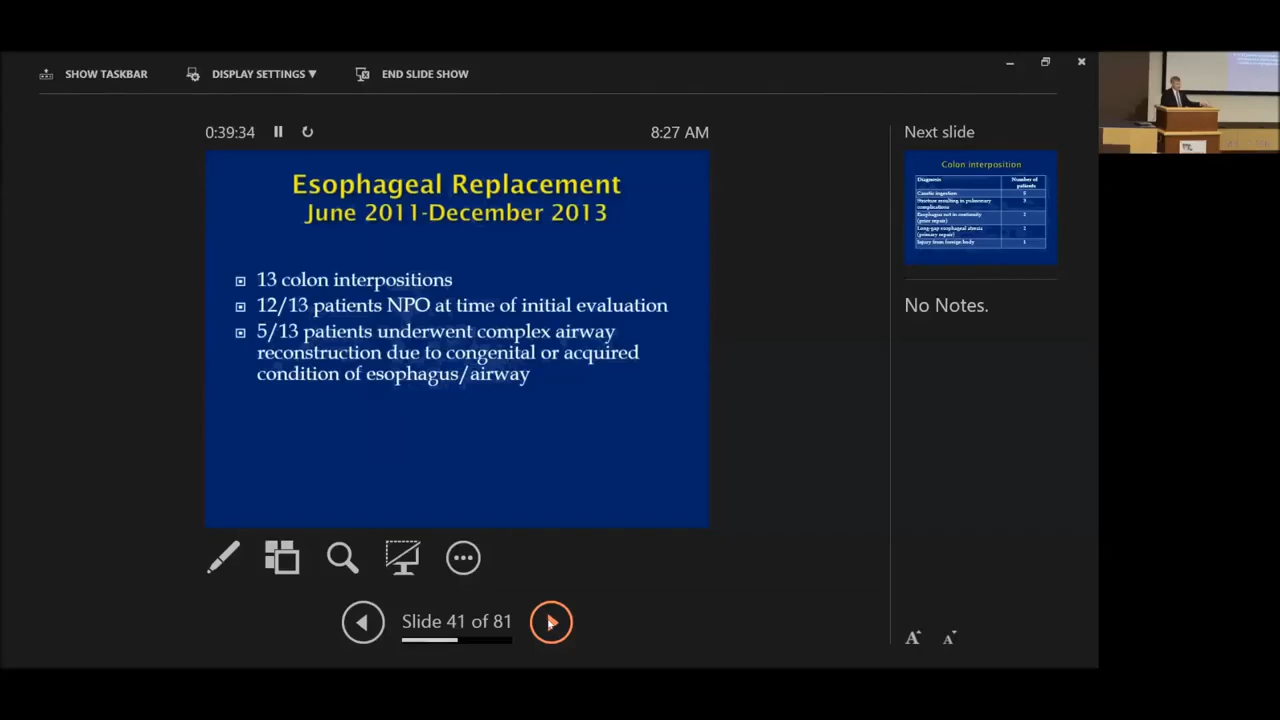 SHOW TASKBAR
DISPLAY SETTINGS ▼
END SLIDE SHOW
0:39:34
8:27 AM
Esophageal Replacement
June 2011-December 2013
13 colon interpositions
12/13 patients NPO at time of initial evaluation
5/13 patients underwent complex airway
reconstruction due to congenital or acquired
condition of esophagus/airway
Slide 41 of 81
Next slide
Colon interposition
Diagnosis
Number of
patients
Caustic ingestion
Stricture resulting in pulmonary
complications
3
Esophagus not in continuity
(prior repair)
2
Long-gap esophageal atresia
(primary repair)
2
Injury from foreign body
1
No Notes.
A
A